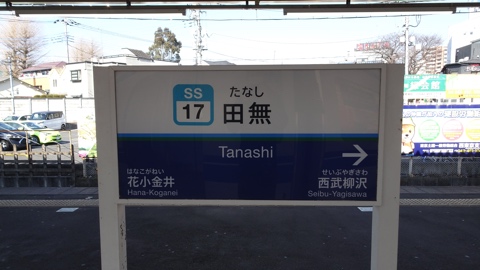 SS
17
たなし
田無
Tanashi
はなこがねい
花小金井
Hana-Koganei
せいぶやぎさわ
西武柳沢
Seibu-Yagisawa